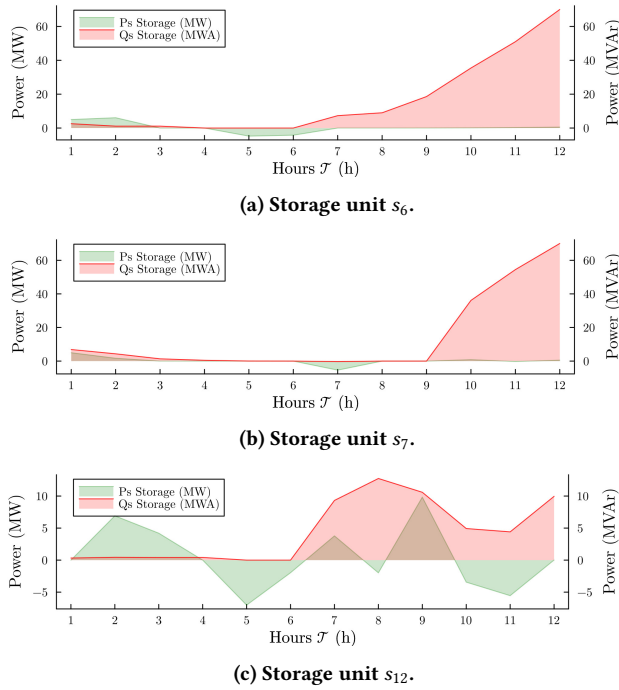 Ps Storage (MW)
Qs Storage (MWA)
Power (MW)
Power (MVAr)
60
40
20
0
60
40
20
0
1 2 3 4 5 6 7 8 9 10 11 12
Hours 𝒯 (h)
(a) Storage unit s₆.
Ps Storage (MW)
Qs Storage (MWA)
Power (MW)
Power (MVAr)
60
40
20
0
60
40
20
0
1 2 3 4 5 6 7 8 9 10 11 12
Hours 𝒯 (h)
(b) Storage unit s₇.
Ps Storage (MW)
Qs Storage (MWA)
Power (MW)
Power (MVAr)
10
5
0
−5
10
5
0
−5
1 2 3 4 5 6 7 8 9 10 11 12
Hours 𝒯 (h)
(c) Storage unit s₁₂.